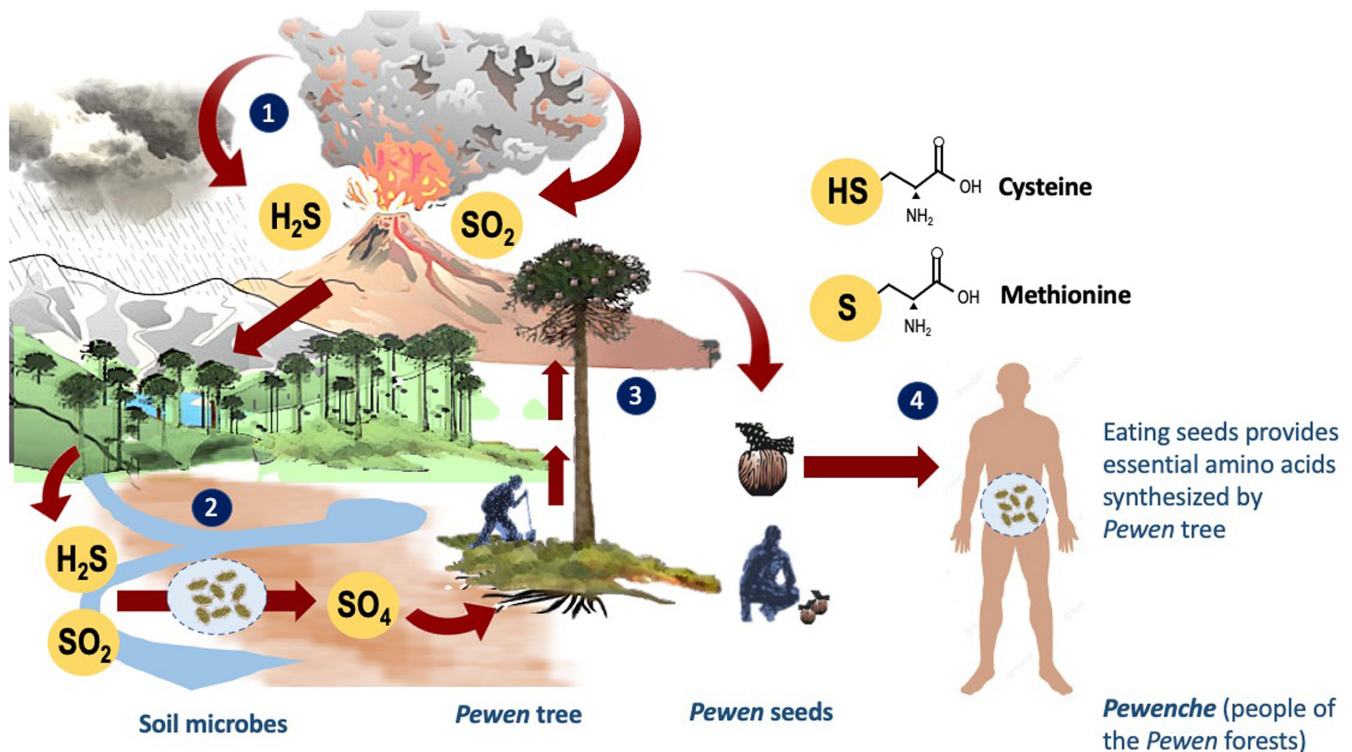 1
H₂S
SO₂
HS
O
OH
NH₂
Cysteine
S
O
OH
NH₂
Methionine
3
4
2
H₂S
SO₂
SO₄
Eating seeds provides
essential amino acids
synthesized by
Pewen tree
Soil microbes
Pewen tree
Pewen seeds
Pewenche (people of
the Pewen forests)